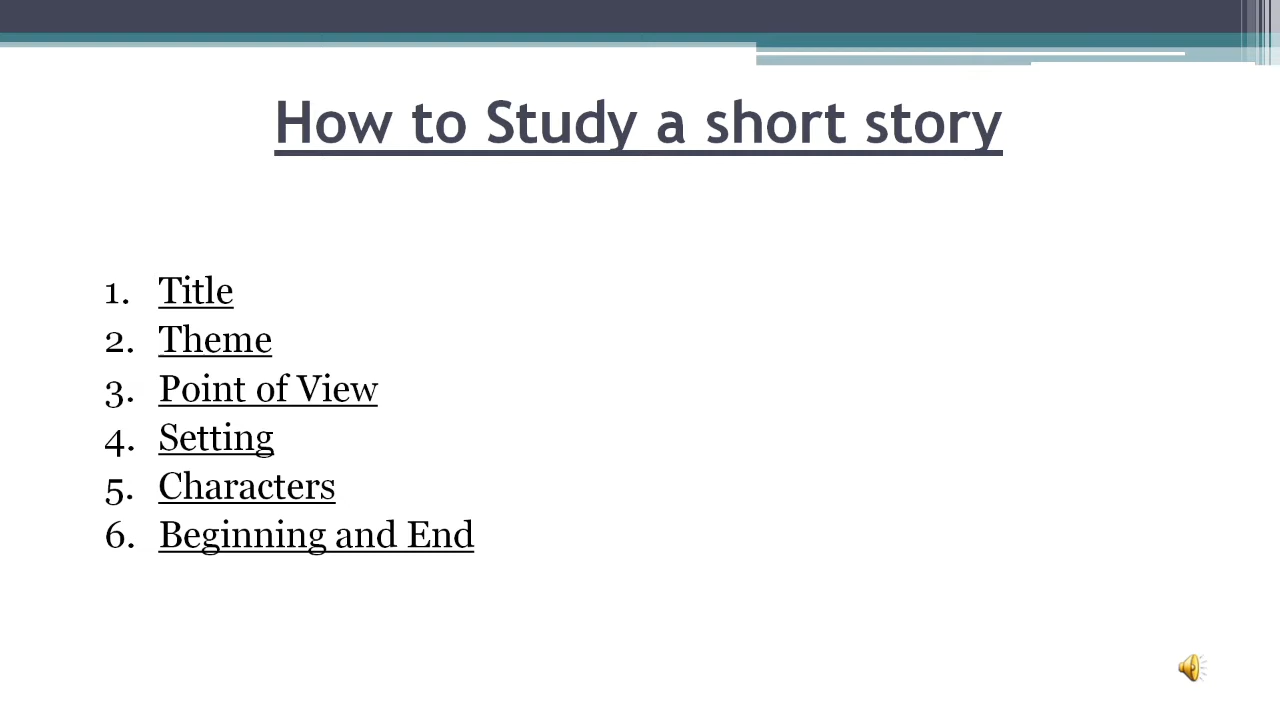 How to Study a short story
1. Title
2. Theme
3. Point of View
4. Setting
5. Characters
6. Beginning and End